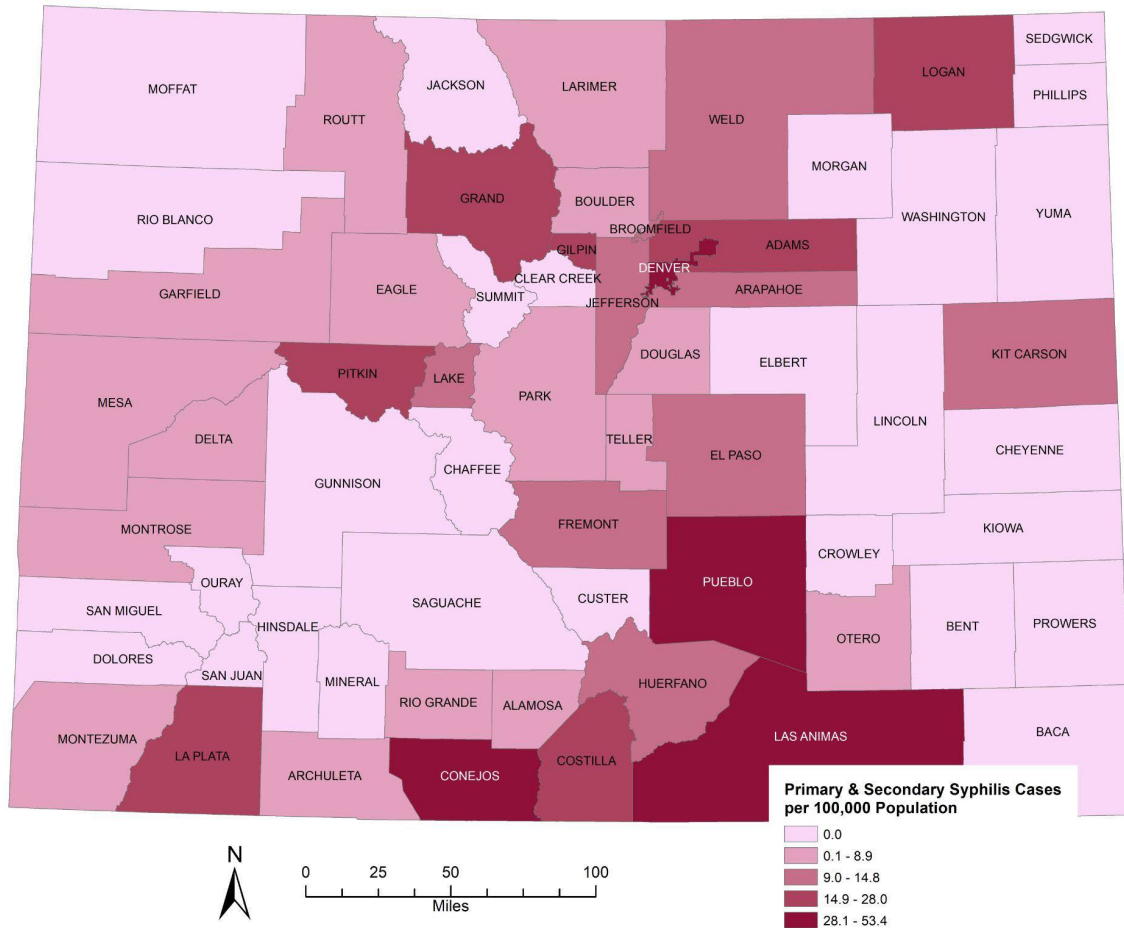 SEDGWICK
LOGAN
JACKSON
LARIMER
MOFFAT
PHILLIPS
ROUTT
WELD
MORGAN
GRAND
BOULDER
RIO BLANCO
WASHINGTON
YUMA
BROOMFIELD
ADAMS
GILPIN
DENVER
CLEAR CREEK
EAGLE
ARAPAHOE
GARFIELD
SUMMIT
JEFFERSON
DOUGLAS
ELBERT
KIT CARSON
PITKIN
LAKE
PARK
MESA
LINCOLN
DELTA
TELLER
CHEYENNE
EL PASO
CHAFFEE
GUNNISON
FREMONT
MONTROSE
KIOWA
CROWLEY
OURAY
PUEBLO
CUSTER
SAGUACHE
SAN MIGUEL
HINSDALE
BENT
PROWERS
OTERO
DOLORES
SAN JUAN
MINERAL
HUERFANO
RIO GRANDE
ALAMOSA
BACA
MONTEZUMA
LAS ANIMAS
LA PLATA
COSTILLA
ARCHULETA
CONEJOS
Primary & Secondary Syphilis Cases
per 100,000 Population
0.0
0.1 - 8.9
9.0 - 14.8
14.9 - 28.0
28.1 - 53.4
N
0 25 50 100
Miles